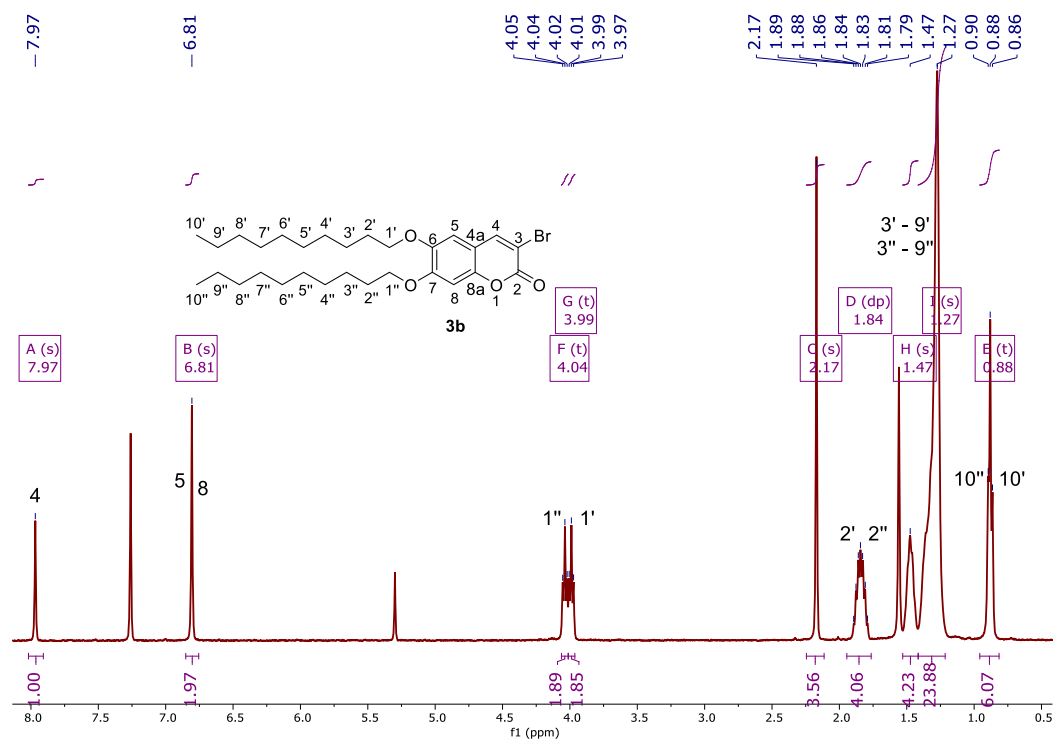 7.97
6.81
4.05
4.04
4.02
4.01
3.99
3.97
2.17
1.89
1.88
1.86
1.84
1.83
1.81
1.79
1.47
1.27
0.90
0.88
0.86
10' 9' 8' 7' 6' 5' 4' 3' 2' 1' O 6 5 4a 4 3 Br
10" 9" 8" 7" 6" 5" 4" 3" 2" 1" O 7 8 8a O 1 2 O
3b
3' - 9'
3" - 9"
G (t)
3.99
D (dp)
1.84
I (s)
1.27
A (s)
7.97
B (s)
6.81
F (t)
4.04
C (s)
2.17
H (s)
1.47
E (t)
0.88
4
5 8
1" 1'
2' 2"
10" 10'
1.00
1.97
1.89
1.85
3.56
4.06
4.23
23.88
6.07
8.0 7.5 7.0 6.5 6.0 5.5 5.0 4.5 4.0 3.5 3.0 2.5 2.0 1.5 1.0 0.5
f1 (ppm)